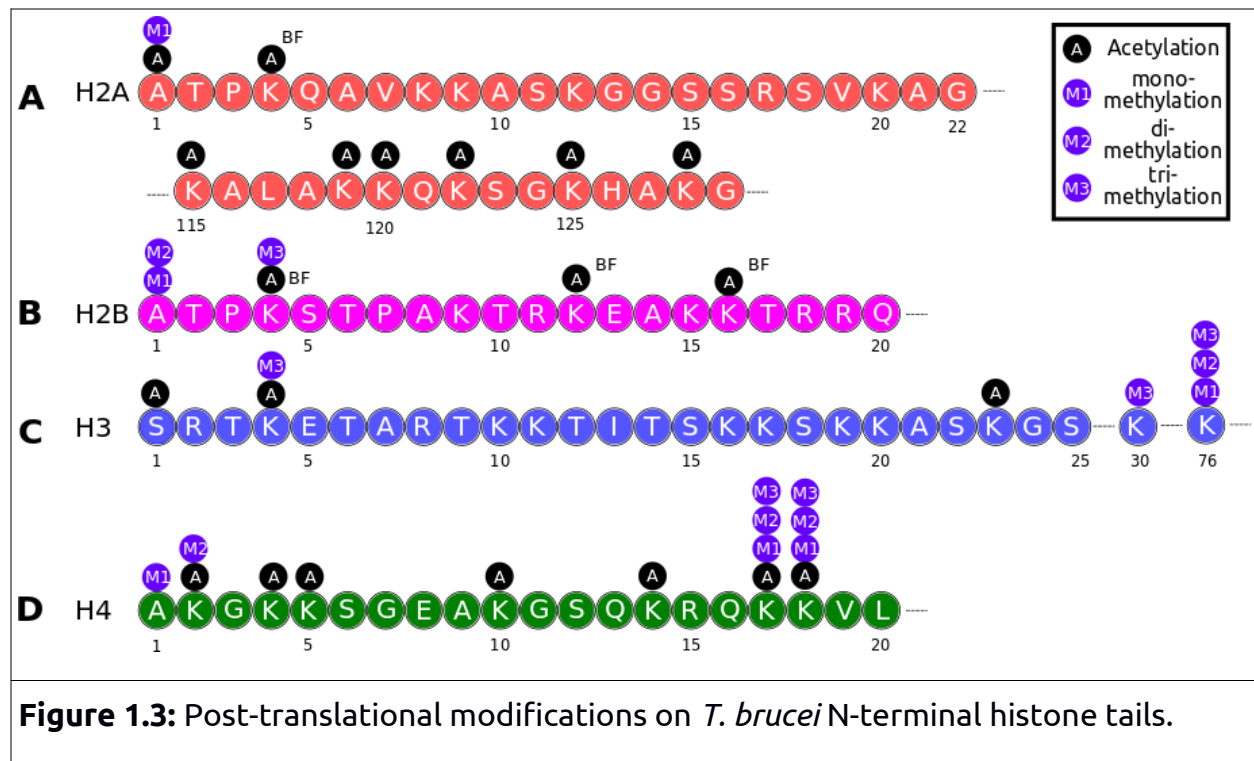 M1
A A BF
A H2A A T P K Q A V K K A S K G G S S R S V K A G
1 5 10 15 20 22
A A A A A A
K A L A K K Q K S G K H A K G
115 120 125
A Acetylation
M1 mono-
methylation
M2 di-
methylation
M3 tri-
methylation
M2 M3
M1 A BF A BF A BF
B H2B A T P K S T P A K T R K E A K K T R R Q
1 5 10 15 20
M3
A A A M3
M3
M2
M1
C H3 S R T K E T A R T K K T I T S K K S K K A S K G S K K
1 5 10 15 20 25 30 76
M3 M3
M2 M2
M2 M1 M1
M1 A A A A A A A
D H4 A K G K K S G E A K G S Q K R Q K K V L
1 5 10 15 20
Figure 1.3: Post-translational modifications on T. brucei N-terminal histone tails.